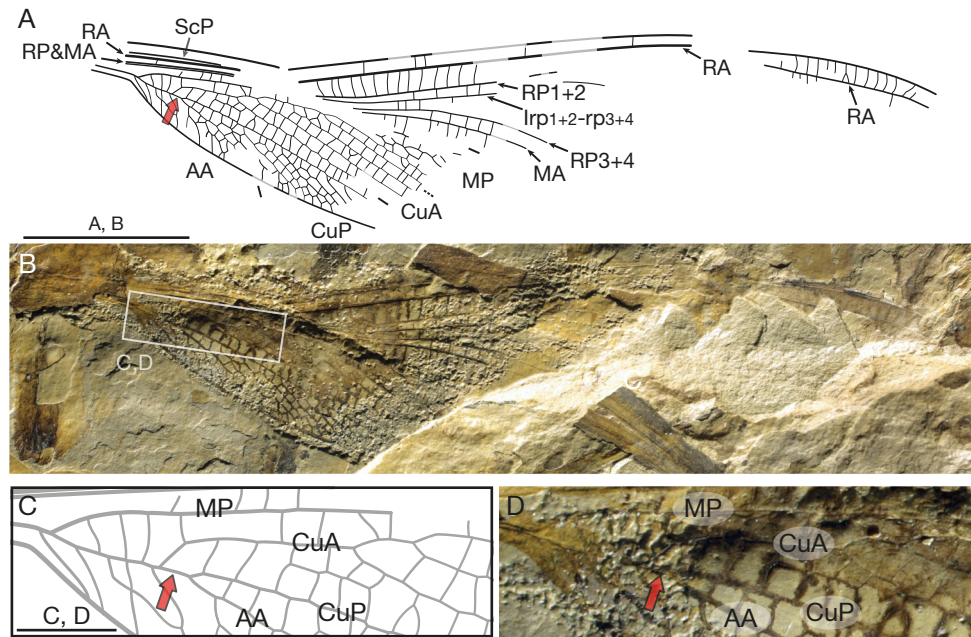 A
RA
ScP
RP&MA
RA
RP1+2
Irp1+2-rp3+4
RA
RP3+4
MA
MP
AA
CuA
CuP
A, B
B
C, D
C
MP
CuA
AA
CuP
C, D
D
MP
CuA
AA
CuP